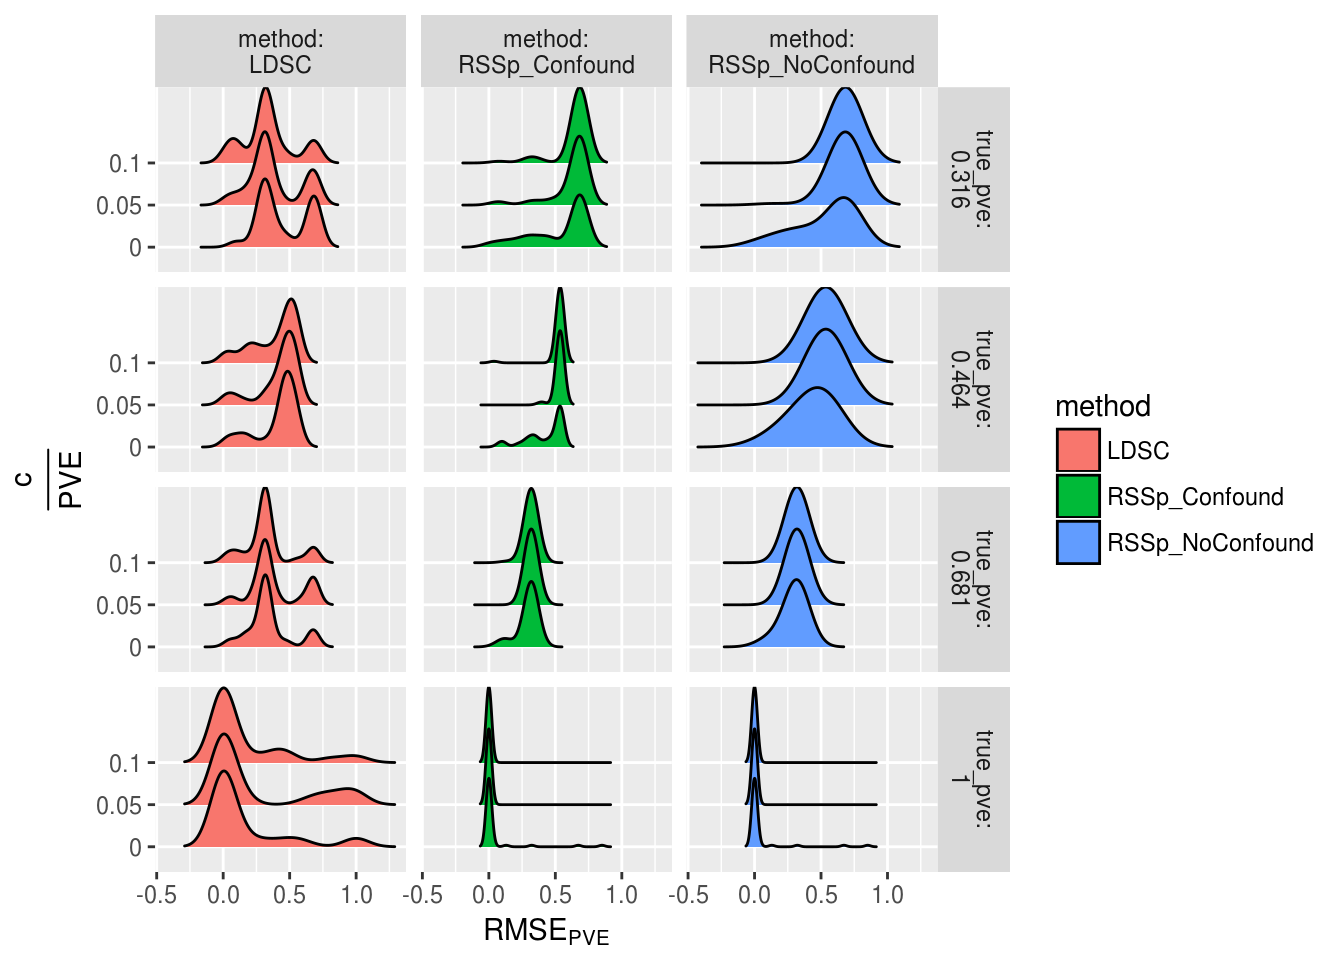 method:
LDSC
method:
RSSp_Confound
method:
RSSp_NoConfound
0.1
0.05
0
true_pve:
0.316
0.1
0.05
0
true_pve:
0.464
0.1
0.05
0
true_pve:
0.681
0.1
0.05
0
true_pve:
1
c
PVE
-0.5 0.0 0.5 1.0 -0.5 0.0 0.5 1.0 -0.5 0.0 0.5 1.0
RMSE PVE
method
LDSC
RSSp_Confound
RSSp_NoConfound